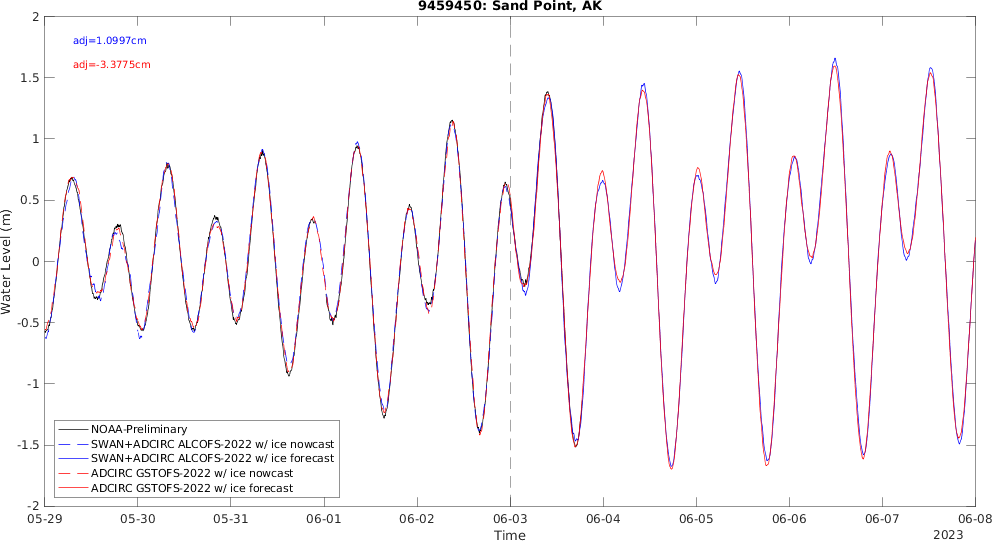 9459450: Sand Point, AK
adj=1.0997cm
adj=-3.3775cm
Water Level (m)
2
1.5
1
0.5
0
-0.5
-1
-1.5
-2
NOAA-Preliminary
SWAN+ADCIRC ALCOFS-2022 w/ ice nowcast
SWAN+ADCIRC ALCOFS-2022 w/ ice forecast
ADCIRC GSTOFS-2022 w/ ice nowcast
ADCIRC GSTOFS-2022 w/ ice forecast
05-29 05-30 05-31 06-01 06-02 06-03 06-04 06-05 06-06 06-07 06-08
Time
2023